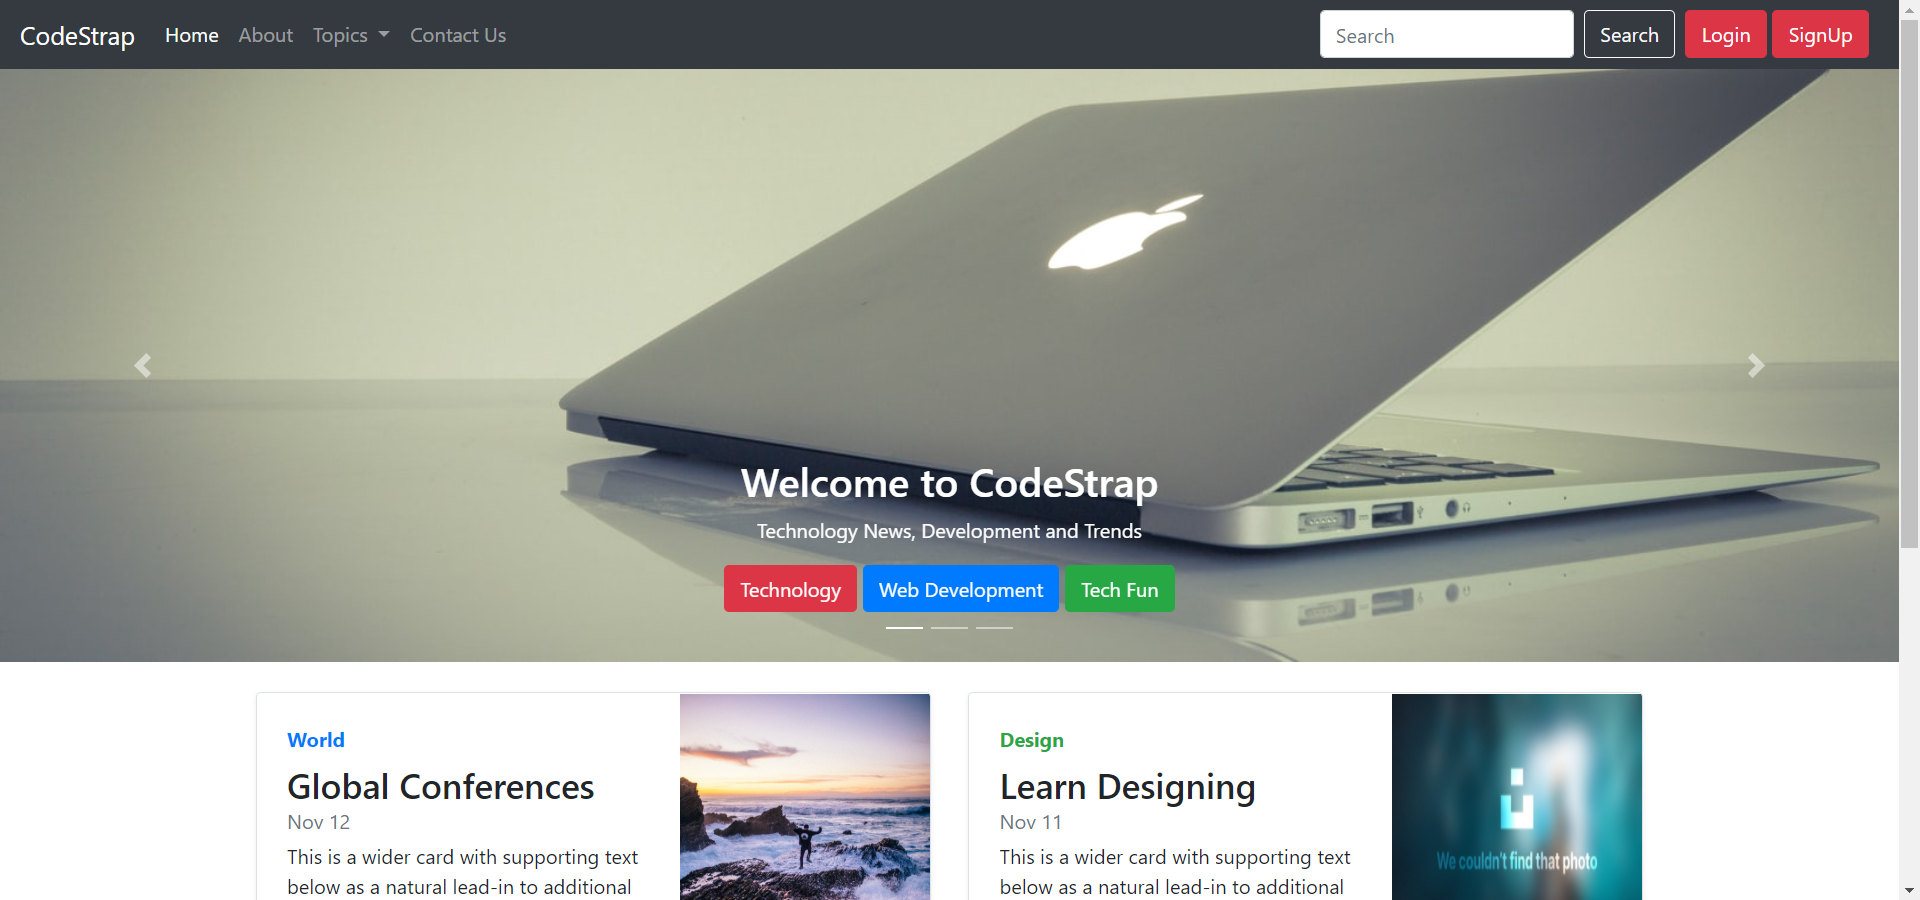 CodeStrap Home About Topics Contact Us Search Search Login SignUp
Welcome to CodeStrap
Technology News, Development and Trends
Technology Web Development Tech Fun
World
Global Conferences
Nov 12
This is a wider card with supporting text
below as a natural lead-in to additional
Design
Learn Designing
Nov 11
This is a wider card with supporting text
below as a natural lead-in to additional
We couldn't find that photo